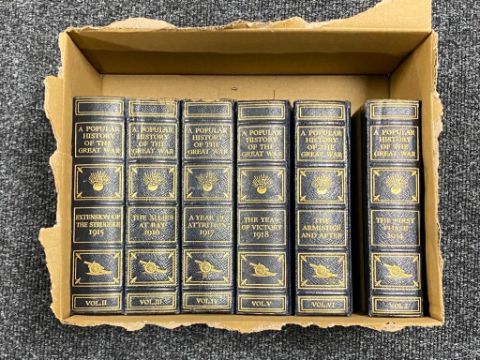 A POPULAR
HISTORY
OF THE
GREAT WAR
EXTENSION OF
THE STRUGGLE
1915
VOL. II
A POPULAR
HISTORY
OF THE
GREAT WAR
THE ALLIES
AT BAY
1916
VOL. III
A POPULAR
HISTORY
OF THE
GREAT WAR
A YEAR OF
ATTRITION
1917
VOL. IV
A POPULAR
HISTORY
OF THE
GREAT WAR
THE YEAR
OF VICTORY
1918
VOL. V
A POPULAR
HISTORY
OF THE
GREAT WAR
THE
ARMISTICE
AND AFTER
VOL. VI
A POPULAR
HISTORY
OF THE
GREAT WAR
THE FIRST
PHASE
1914
VOL. I